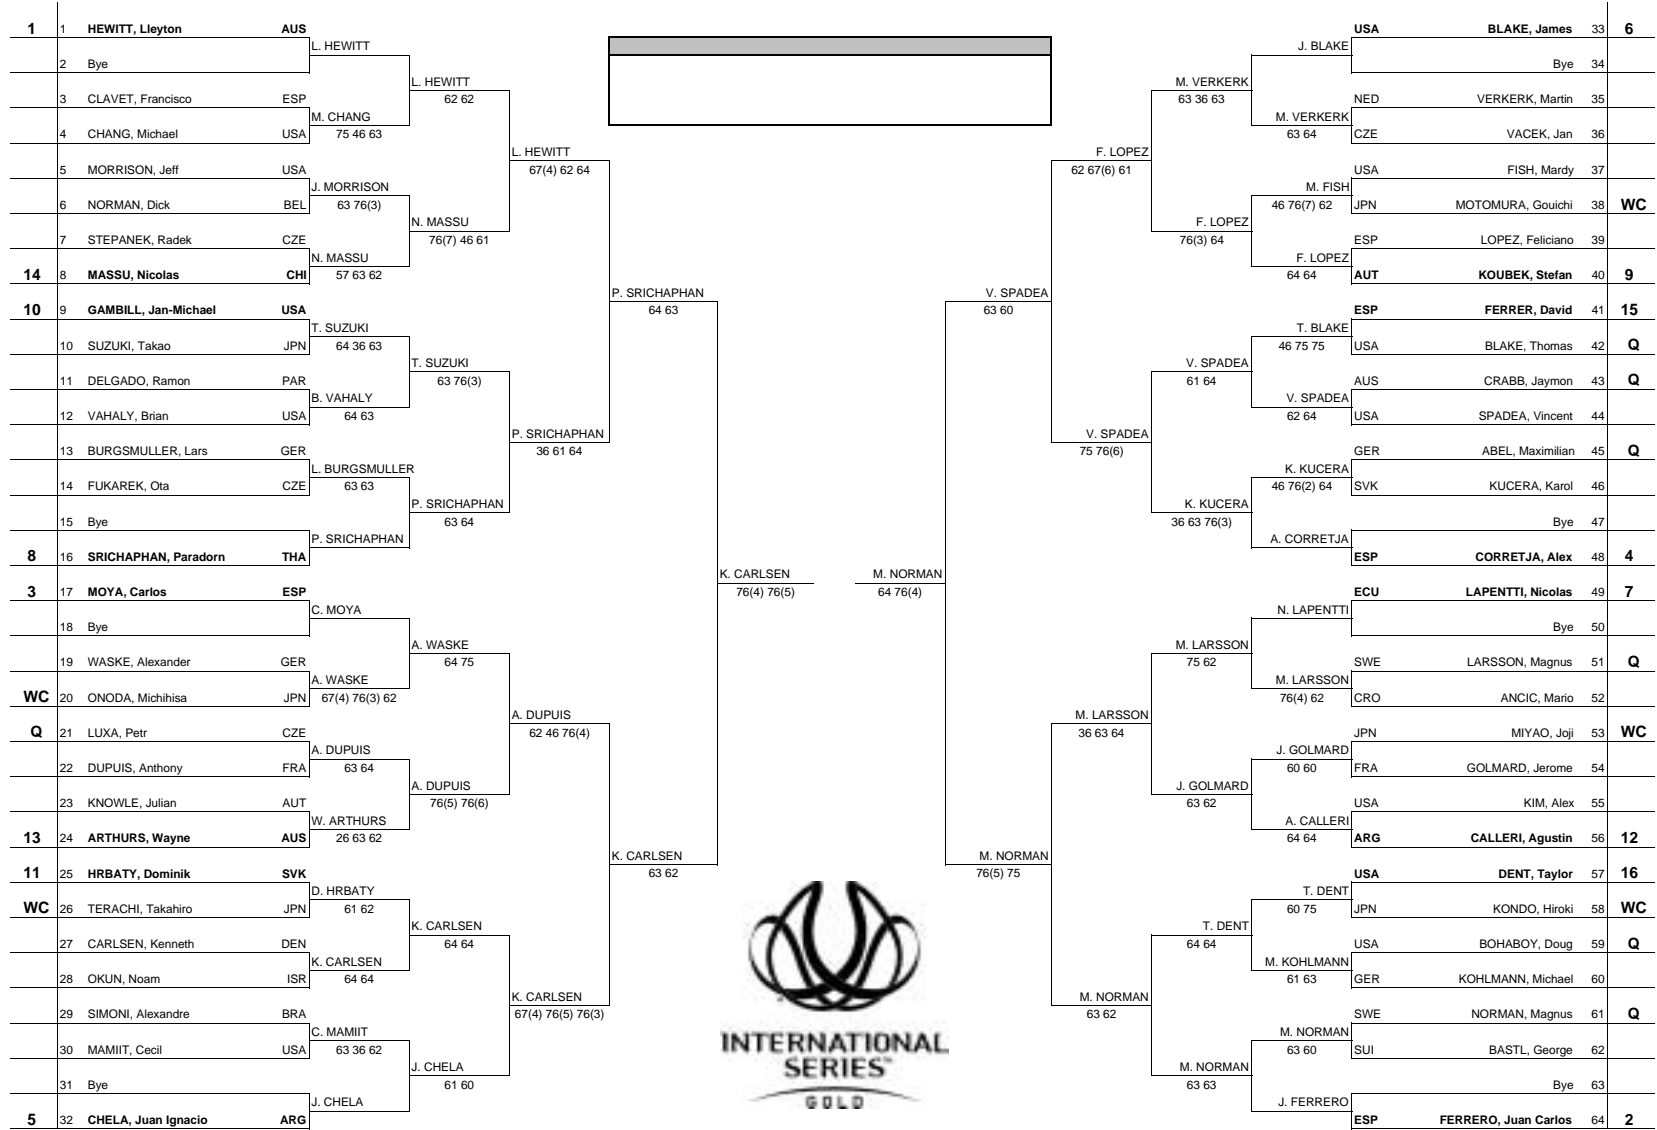 1 1 HEWITT, Lleyton AUS
L. HEWITT
2 Bye
L. HEWITT
62 62
3 CLAVET, Francisco ESP
M. CHANG
75 46 63
4 CHANG, Michael USA
L. HEWITT
67(4) 62 64
5 MORRISON, Jeff USA
J. MORRISON
63 76(3)
6 NORMAN, Dick BEL
N. MASSU
76(7) 46 61
7 STEPANEK, Radek CZE
N. MASSU
57 63 62
14 8 MASSU, Nicolas CHI
P. SRICHAPHAN
64 63
10 9 GAMBILL, Jan-Michael USA
T. SUZUKI
64 36 63
10 SUZUKI, Takao JPN
T. SUZUKI
63 76(3)
11 DELGADO, Ramon PAR
B. VAHALY
64 63
12 VAHALY, Brian USA
P. SRICHAPHAN
36 61 64
13 BURGSMULLER, Lars GER
L. BURGSMULLER
63 63
14 FUKAREK, Ota CZE
P. SRICHAPHAN
63 64
15 Bye
P. SRICHAPHAN
8 16 SRICHAPHAN, Paradorn THA
K. CARLSEN
76(4) 76(5)
3 17 MOYA, Carlos ESP
C. MOYA
18 Bye
A. WASKE
64 75
19 WASKE, Alexander GER
A. WASKE
67(4) 76(3) 62
WC 20 ONODA, Michihisa JPN
A. DUPUIS
62 46 76(4)
Q 21 LUXA, Petr CZE
A. DUPUIS
63 64
22 DUPUIS, Anthony FRA
A. DUPUIS
76(5) 76(6)
23 KNOWLE, Julian AUT
W. ARTHURS
26 63 62
13 24 ARTHURS, Wayne AUS
K. CARLSEN
63 62
11 25 HRBATY, Dominik SVK
D. HRBATY
61 62
WC 26 TERACHI, Takahiro JPN
K. CARLSEN
64 64
27 CARLSEN, Kenneth DEN
K. CARLSEN
64 64
28 OKUN, Noam ISR
K. CARLSEN
67(4) 76(5) 76(3)
29 SIMONI, Alexandre BRA
C. MAMIIT
63 36 62
30 MAMIIT, Cecil USA
J. CHELA
61 60
31 Bye
J. CHELA
5 32 CHELA, Juan Ignacio ARG
USA BLAKE, James 33 6
J. BLAKE
Bye 34
M. VERKERK
63 36 63
NED VERKERK, Martin 35
M. VERKERK
63 64
CZE VACEK, Jan 36
F. LOPEZ
62 67(6) 61
USA FISH, Mardy 37
M. FISH
46 76(7) 62
JPN MOTOMURA, Gouichi 38 WC
F. LOPEZ
76(3) 64
ESP LOPEZ, Feliciano 39
F. LOPEZ
64 64
AUT KOUBEK, Stefan 40 9
V. SPADEA
63 60
ESP FERRER, David 41 15
T. BLAKE
46 75 75
USA BLAKE, Thomas 42 Q
V. SPADEA
61 64
AUS CRABB, Jaymon 43 Q
V. SPADEA
62 64
USA SPADEA, Vincent 44
V. SPADEA
75 76(6)
GER ABEL, Maximilian 45 Q
K. KUCERA
46 76(2) 64
SVK KUCERA, Karol 46
K. KUCERA
36 63 76(3)
Bye 47
A. CORRETJA
ESP CORRETJA, Alex 48 4
M. NORMAN
64 76(4)
ECU LAPENTTI, Nicolas 49 7
N. LAPENTTI
Bye 50
M. LARSSON
75 62
SWE LARSSON, Magnus 51 Q
M. LARSSON
76(4) 62
CRO ANCIC, Mario 52
M. LARSSON
36 63 64
JPN MIYAO, Joji 53 WC
J. GOLMARD
60 60
FRA GOLMARD, Jerome 54
J. GOLMARD
63 62
USA KIM, Alex 55
A. CALLERI
64 64
ARG CALLERI, Agustin 56 12
M. NORMAN
76(5) 75
USA DENT, Taylor 57 16
T. DENT
60 75
JPN KONDO, Hiroki 58 WC
T. DENT
64 64
USA BOHABOY, Doug 59 Q
M. KOHLMANN
61 63
GER KOHLMANN, Michael 60
M. NORMAN
63 62
SWE NORMAN, Magnus 61 Q
M. NORMAN
63 60
SUI BASTL, George 62
M. NORMAN
63 63
Bye 63
J. FERRERO
ESP FERRERO, Juan Carlos 64 2
INTERNATIONAL
SERIES
GOLD